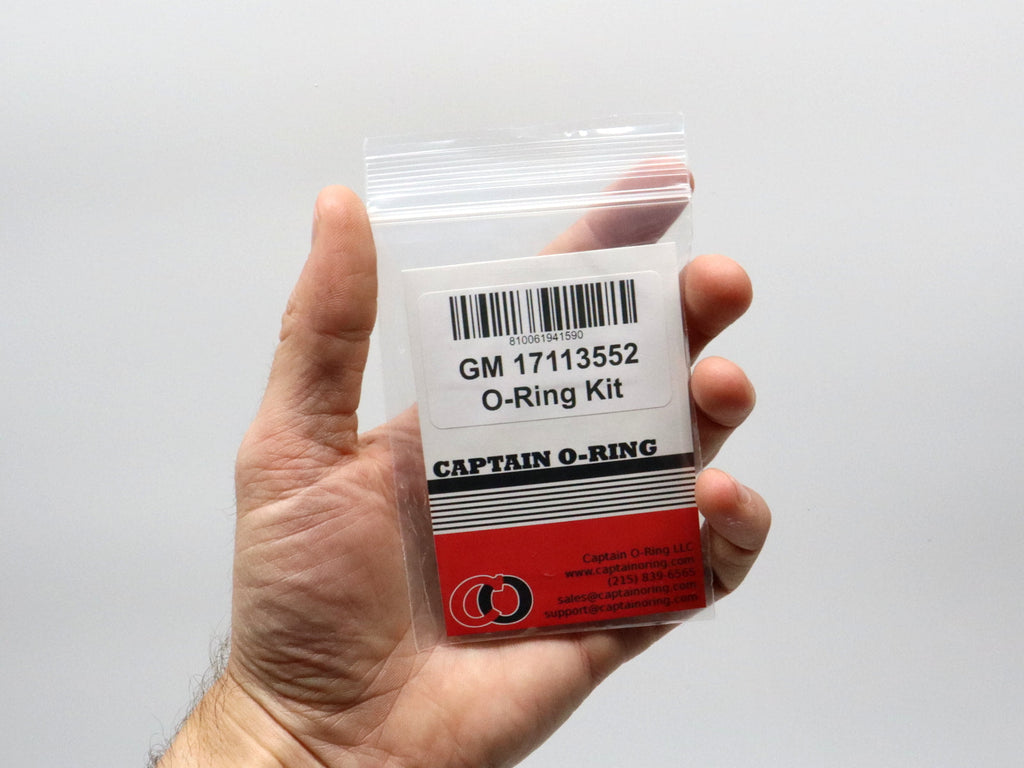 810061941590
GM 17113552
O-Ring Kit
CAPTAIN O-RING
Captain O-Ring LLC
www.captainoring.com
(215) 839-6565
sales@captainoring.com
support@captainoring.com